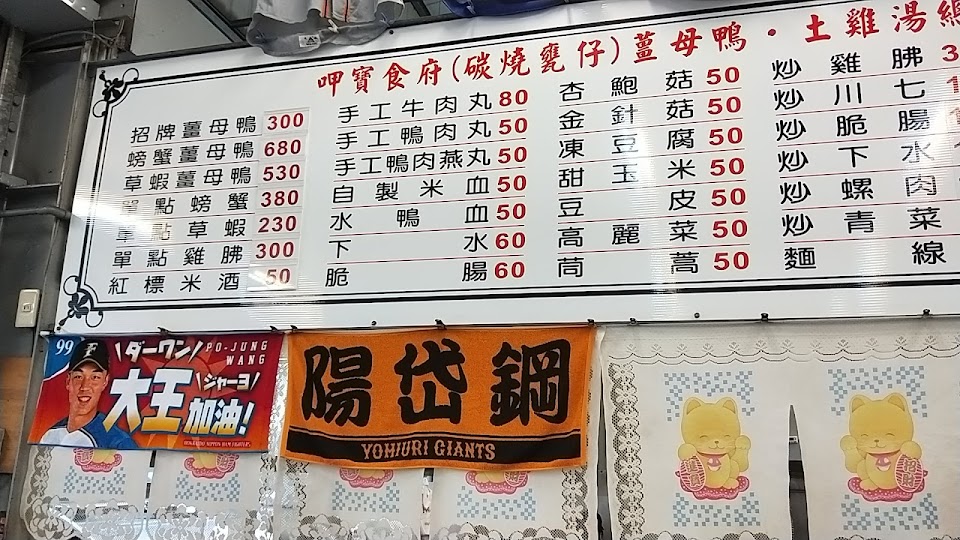 呷寶食府(碳燒甕仔)薑母鴨·土雞湯總
招牌薑母鴨 300
螃蟹薑母鴨 680
草蝦薑母鴨 530
單點螃蟹 380
單點草蝦 230
單點雞胇 300
紅標米酒 50
手工牛肉丸 80
手工鴨肉丸 50
手工鴨肉燕丸 50
自製米血 50
水鴨血 50
下水 60
脆腸 60
杏鮑菇 50
金針菇 50
凍豆腐 50
甜玉米 50
豆皮 50
高麗菜 50
茼蒿 50
炒雞胇 3
炒川七
炒脆腸
炒下水
炒螺肉
炒青菜
麵線
99
\ダーワン/
PO-JUNG
WANG
大王
\ジャーヨ/
加油!
陽岱鋼
YOMIURI GIANTS